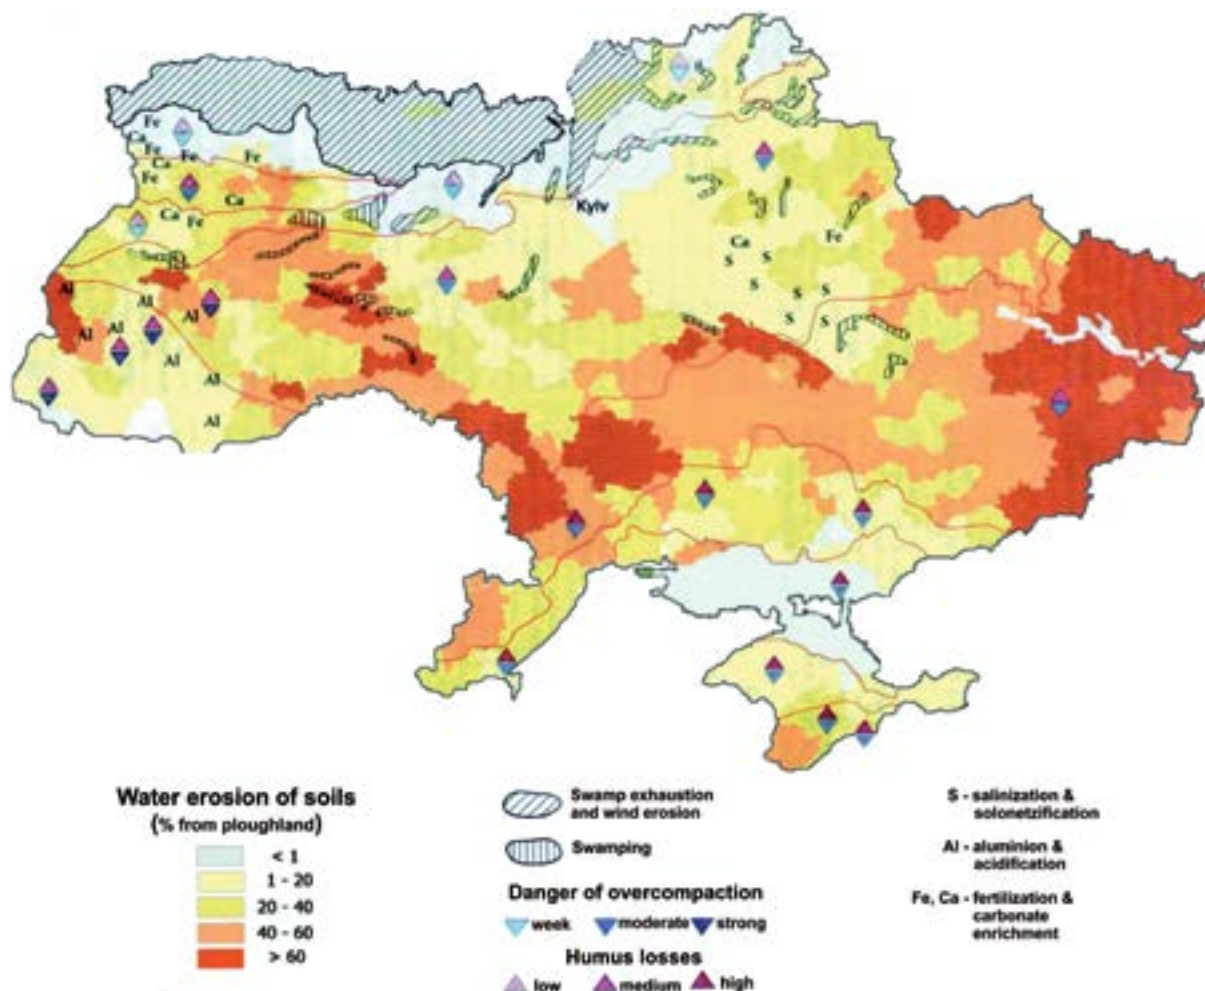 Fe
Ca
Fe
Ca
Fe
Fe
Fe
Ca
Ca
Fe
Kyiv
Ca
Fe
S
S
S
S
S
S
S
Al
Al
Al
Al
Al
Al
Al
Al
Water erosion of soils
(% from ploughland)
< 1
1 - 20
20 - 40
40 - 60
> 60
Swamp exhaustion
and wind erosion
Swamping
Danger of overcompaction
week moderate strong
Humus losses
low medium high
S - salinization &
solonetzification
Al - aluminion &
acidification
Fe, Ca - fertilization &
carbonate
enrichment